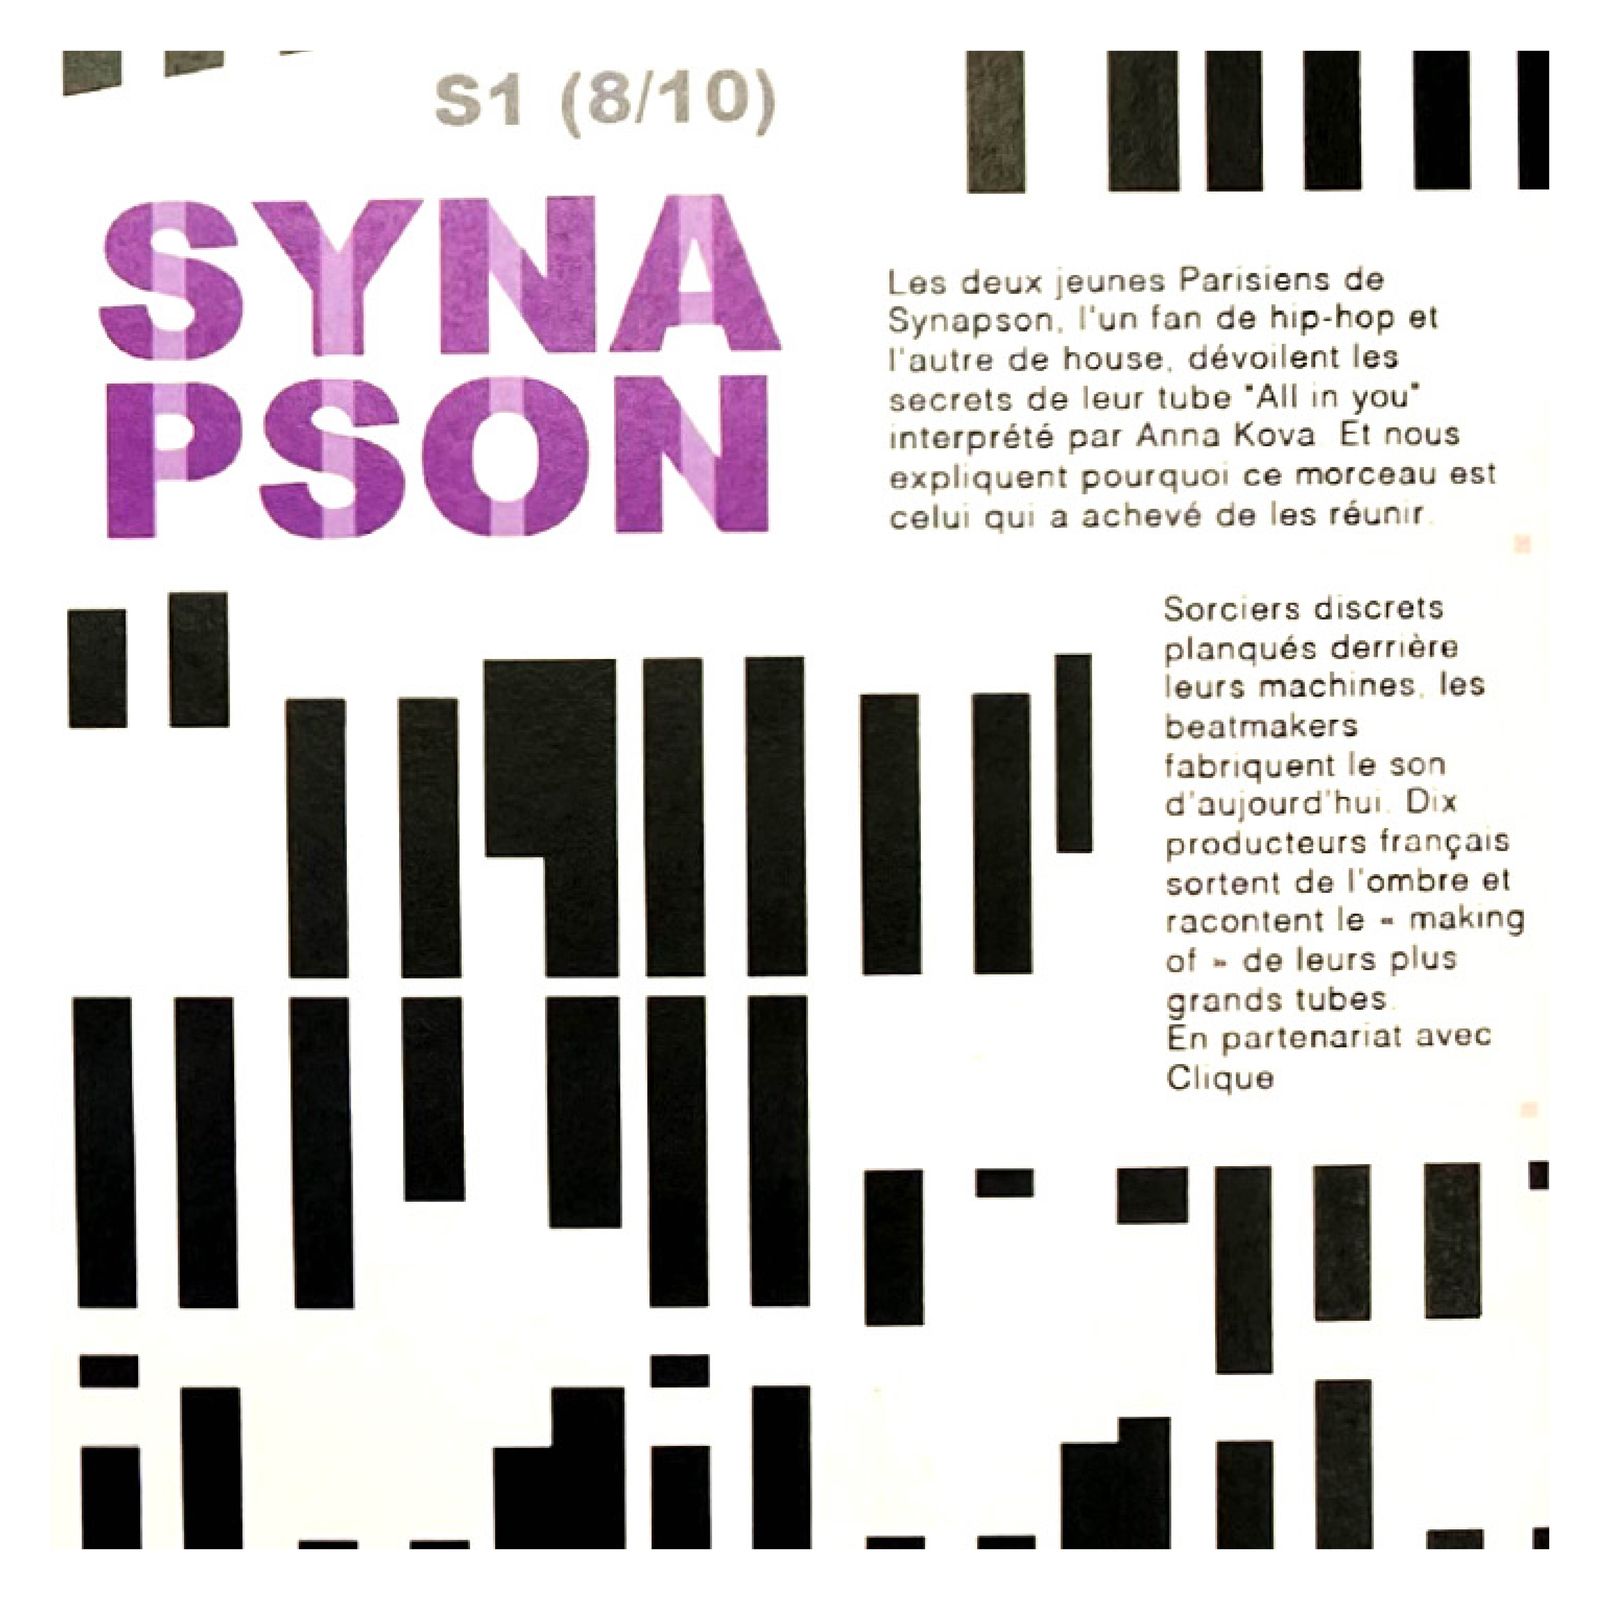 S1 (8/10)
SYNA
PSON
Les deux jeunes Parisiens de
Synapson, l'un fan de hip-hop et
l'autre de house, dévoilent les
secrets de leur tube "All in you"
interprété par Anna Kova. Et nous
expliquent pourquoi ce morceau est
celui qui a achevé de les réunir.
Sorciers discrets
planqués derrière
leurs machines, les
beatmakers
fabriquent le son
d'aujourd'hui. Dix
producteurs français
sortent de l'ombre et
racontent le « making
of » de leurs plus
grands tubes.
En partenariat avec
Clique